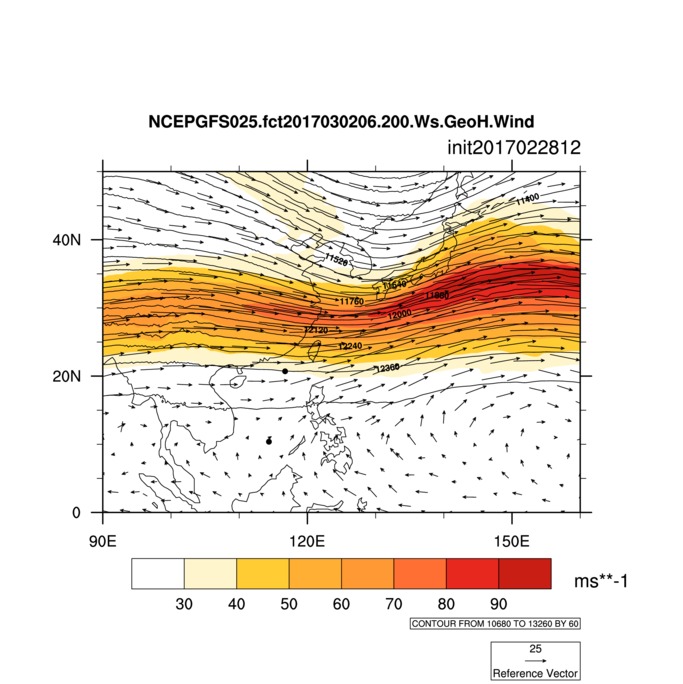 NCEPGFS025.fct2017030206.200.Ws.GeoH.Wind
init2017022812
11400
40N
11520
11640
11880
11760
12000
12120
12240
12360
20N
0
90E 120E 150E
ms**-1
30 40 50 60 70 80 90
CONTOUR FROM 10680 TO 13260 BY 60
25
Reference Vector